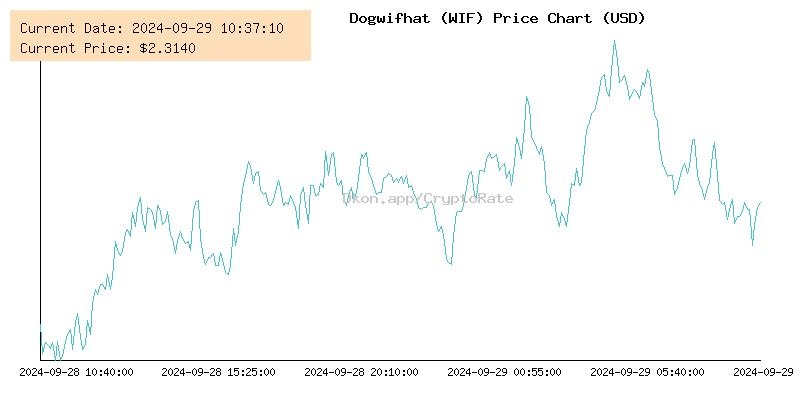 Dogwifhat (WIF) Price Chart (USD)
Current Date: 2024-09-29 10:37:10
Current Price: $2.3140
Dkon.app/CryptoRate
2024-09-28 10:40:00 2024-09-28 15:25:00 2024-09-28 20:10:00 2024-09-29 00:55:00 2024-09-29 05:40:00 2024-09-29